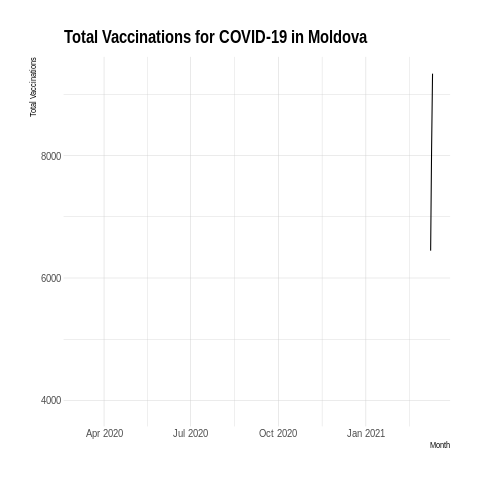 Total Vaccinations for COVID-19 in Moldova
Total Vaccinations
8000
6000
4000
Apr 2020 Jul 2020 Oct 2020 Jan 2021
Month